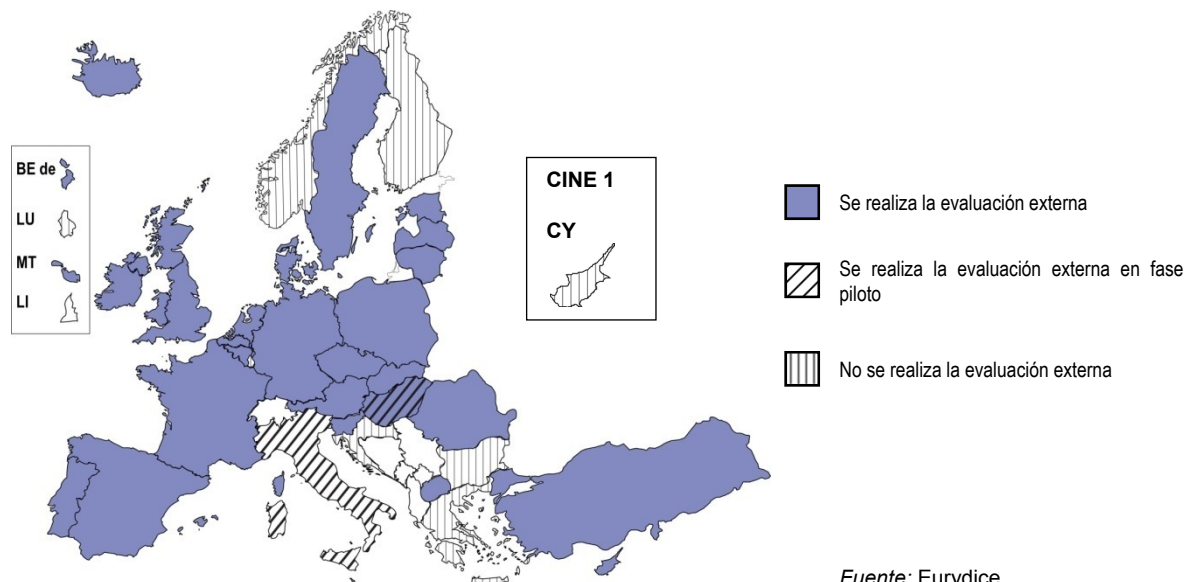 BE de
LU
MT
LI
CINE 1
CY
Se realiza la evaluación externa
Se realiza la evaluación externa en fase
piloto
No se realiza la evaluación externa
Fuente: Eurydice